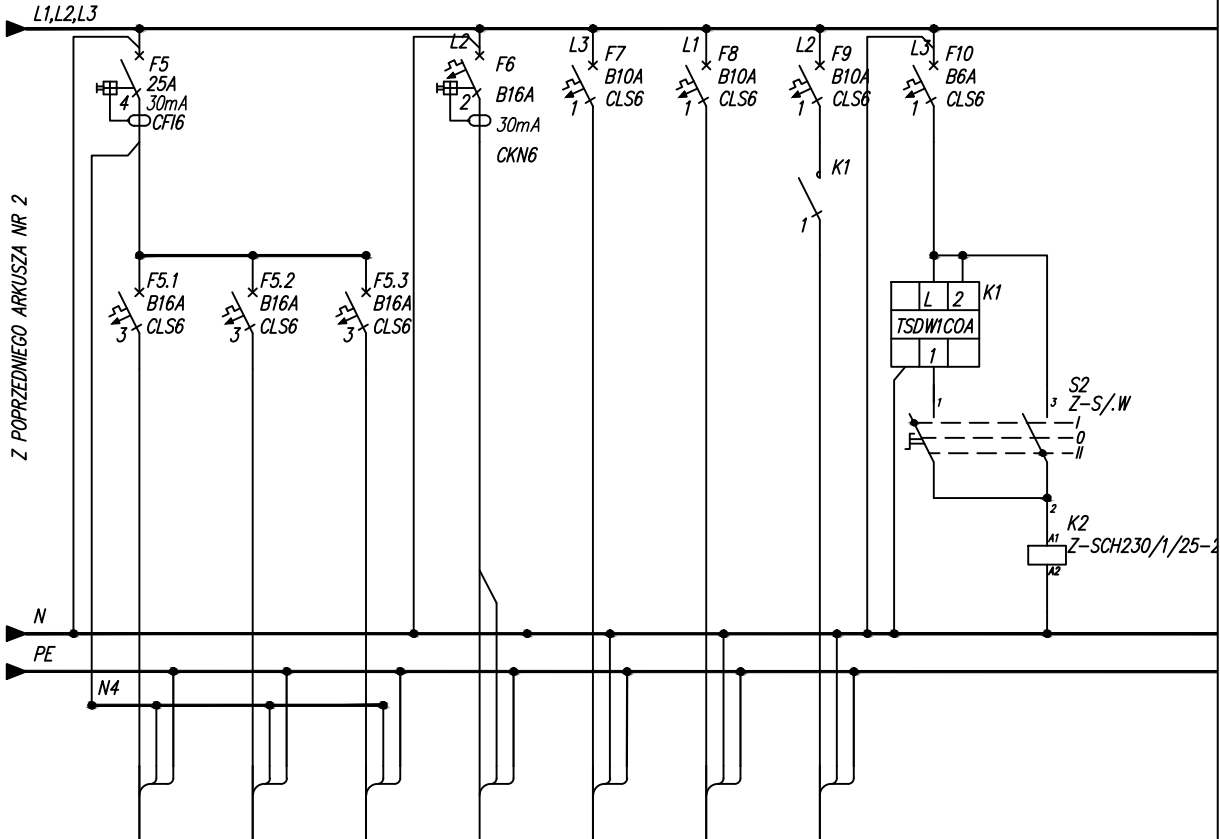 L1,L2,L3
Z POPRZEDNIEGO ARKUSZA NR 2
F5
25A
4
30mA
CFI6
L2
F6
B16A
2
30mA
CKN6
L3
F7
B10A
CLS6
1
L1
F8
B10A
CLS6
1
L2
F9
B10A
CLS6
1
K1
1
L3
F10
B6A
CLS6
1
F5.1
B16A
CLS6
3
F5.2
B16A
CLS6
3
F5.3
B16A
CLS6
3
L 2
K1
TSDW1COA
1
1
3
S2
Z-S/.W
I
0
II
2
K2
A1
Z-SCH230/1/25-2
A2
N
PE
N4